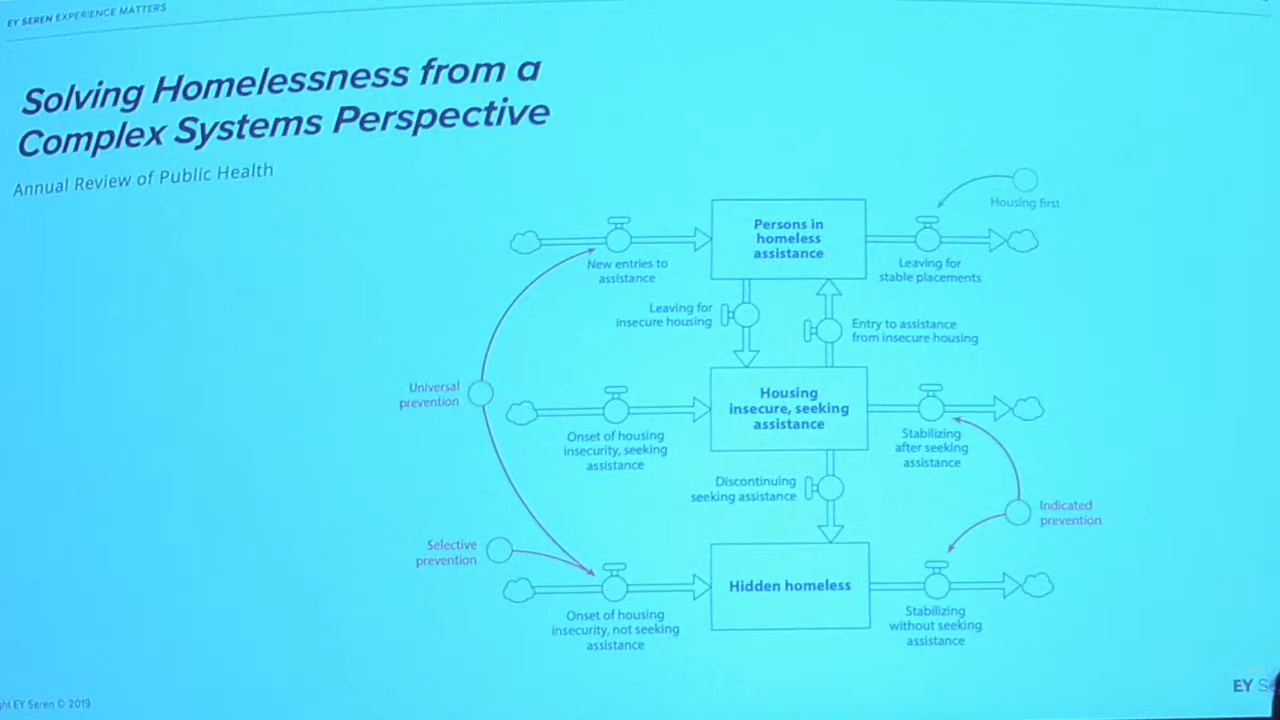 EY SEREN EXPERIENCE MATTERS
Solving Homelessness from a
Complex Systems Perspective
Annual Review of Public Health
Housing first
Persons in
homeless
assistance
New entries to
assistance
Leaving for
stable placements
Leaving for
insecure housing
Entry to assistance
from insecure housing
Universal
prevention
Housing
insecure, seeking
assistance
Onset of housing
insecurity, seeking
assistance
Stabilizing
after seeking
assistance
Discontinuing
seeking assistance
Indicated
prevention
Selective
prevention
Hidden homeless
Onset of housing
insecurity, not seeking
assistance
Stabilizing
without seeking
assistance
EY Seren © 2019
EY